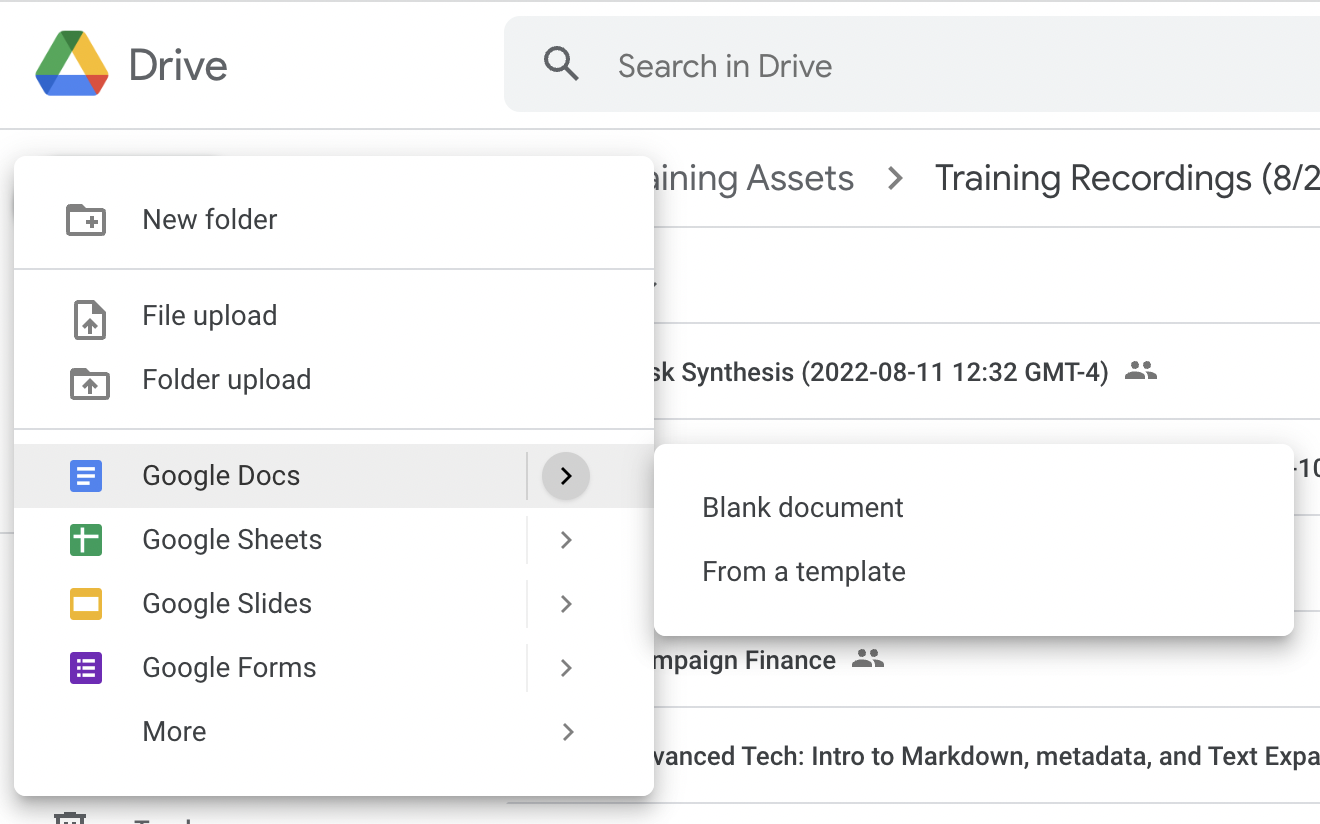 Drive
Search in Drive
aining Assets
Training Recordings (8/2
New folder
File upload
Folder upload
sk Synthesis (2022-08-11 12:32 GMT-4)
Google Docs
Blank document
-10
Google Sheets
From a template
Google Slides
Google Forms
mpaign Finance
More
vanced Tech: Intro to Markdown, metadata, and Text Expa